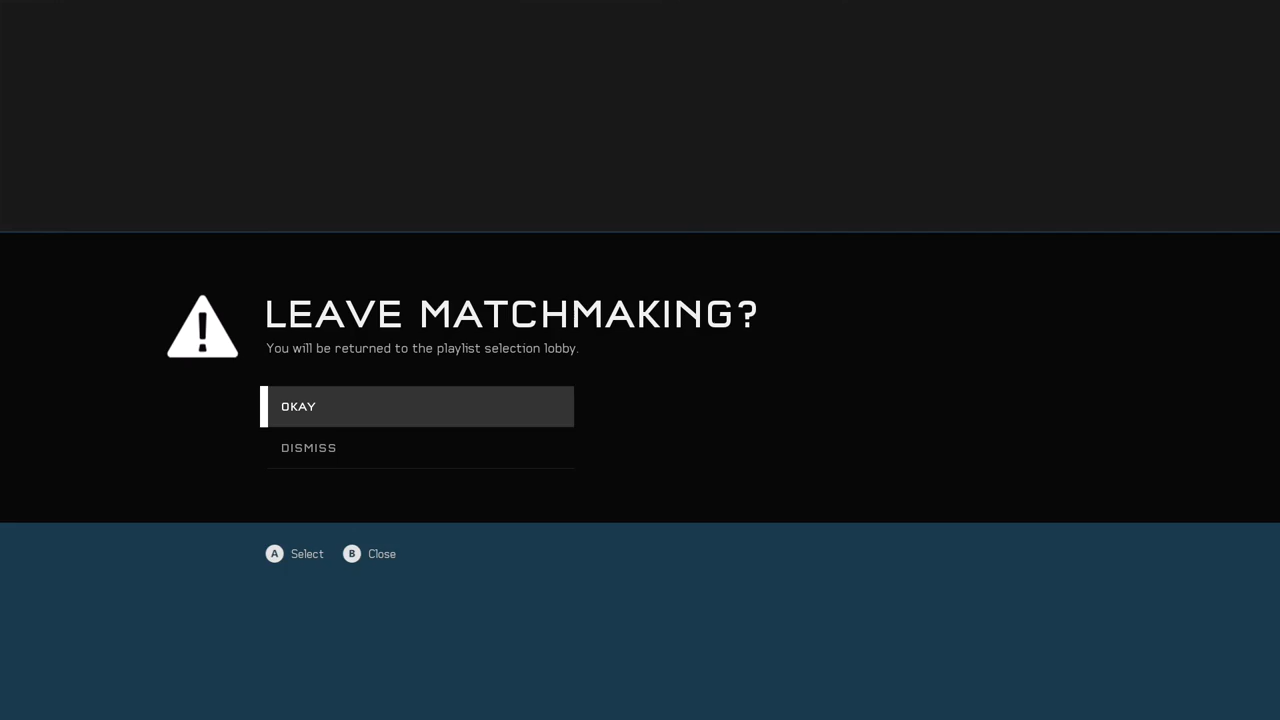 LEAVE MATCHMAKING?
You will be returned to the playlist selection lobby.
OKAY
DISMISS
A Select B Close